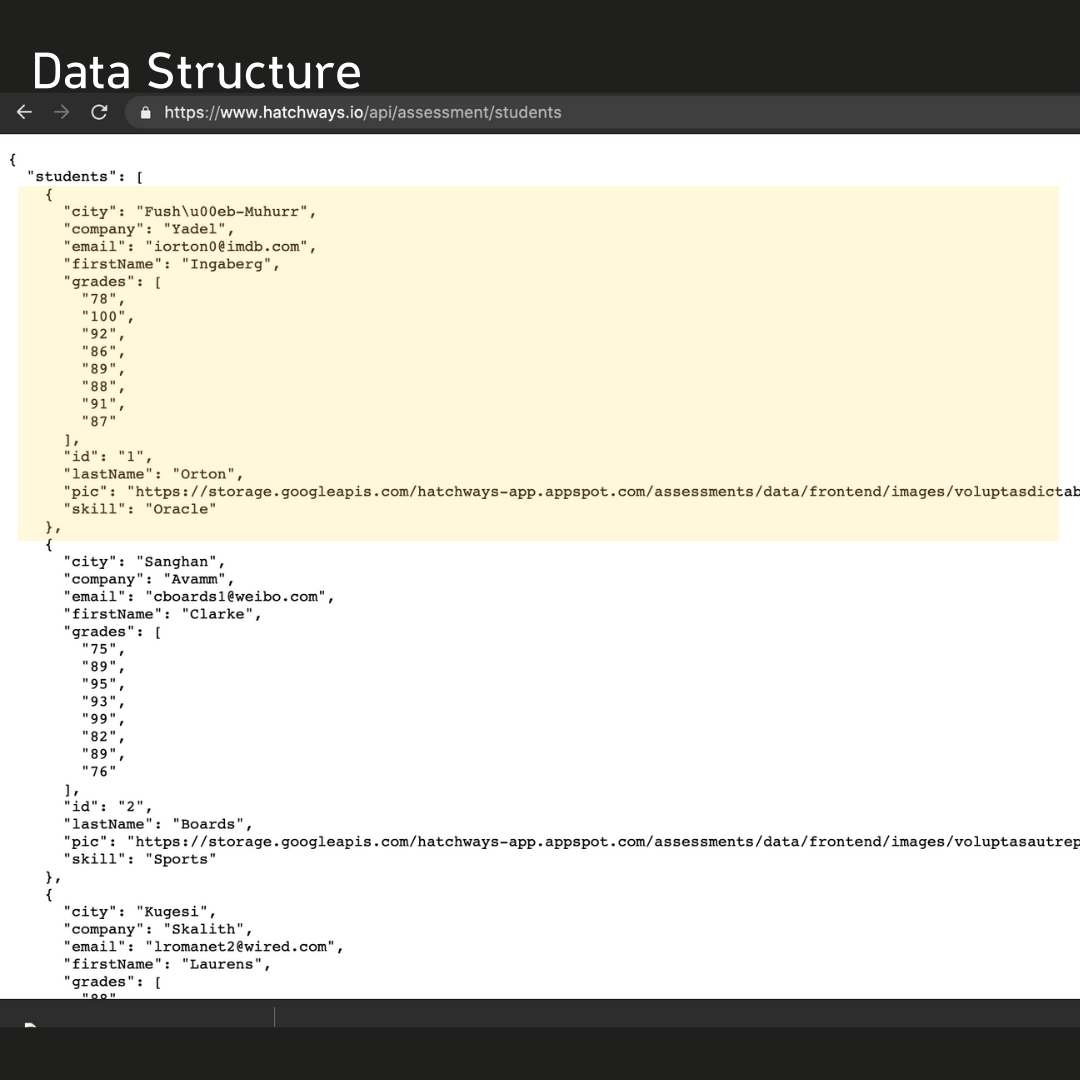 Data Structure
https://www.hatchways.io/api/assessment/students
{
"students": [
{
"city": "Fush\u00eb-Muhurr",
"company": "Yadel",
"email": "iorton0@imdb.com",
"firstName": "Ingaberg",
"grades": [
"78",
"100",
"92",
"86",
"89",
"88",
"91",
"87"
],
"id": "1",
"lastName": "Orton",
"pic": "https://storage.googleapis.com/hatchways-app.appspot.com/assessments/data/frontend/images/voluptasdictab
"skill": "Oracle"
},
{
"city": "Sanghan",
"company": "Avamm",
"email": "cboards1@weibo.com",
"firstName": "Clarke",
"grades": [
"75",
"89",
"95",
"93",
"99",
"82",
"89",
"76"
],
"id": "2",
"lastName": "Boards",
"pic": "https://storage.googleapis.com/hatchways-app.appspot.com/assessments/data/frontend/images/voluptasautrep
"skill": "Sports"
},
{
"city": "Kugesi",
"company": "Skalith",
"email": "lromanet2@wired.com",
"firstName": "Laurens",
"grades": [